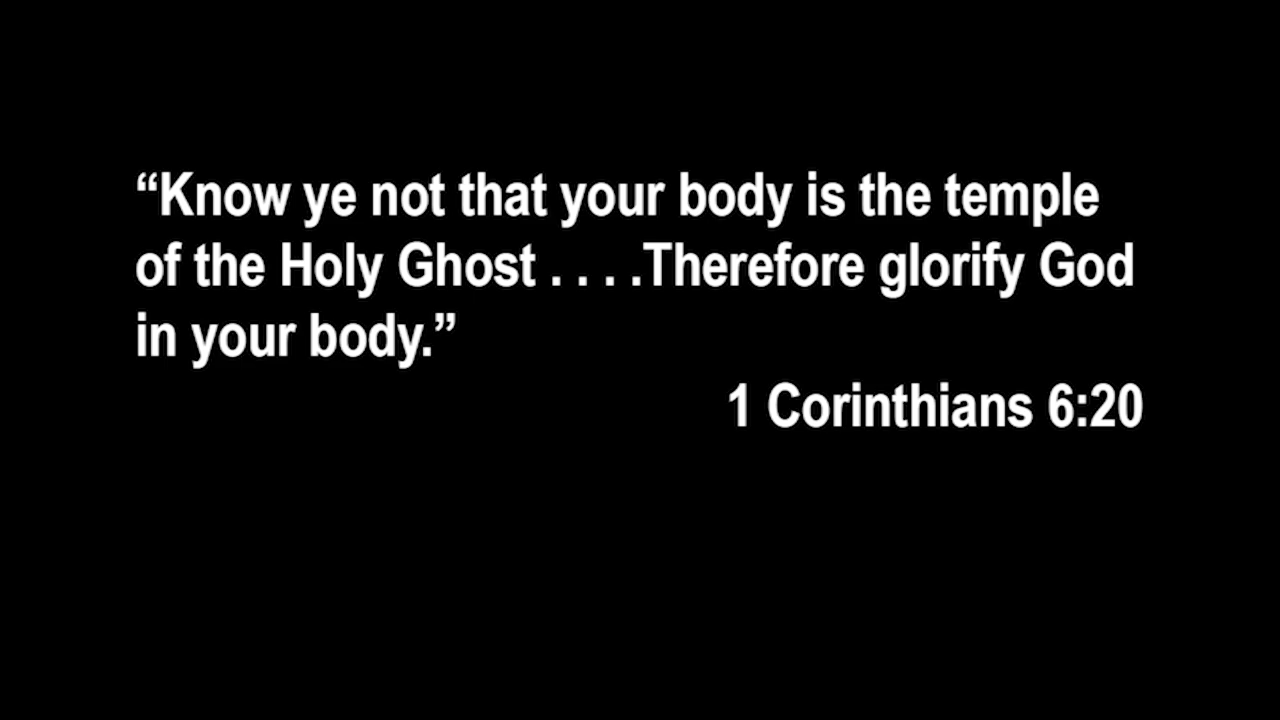 “Know ye not that your body is the temple
of the Holy Ghost . . . .Therefore glorify God
in your body.”
1 Corinthians 6:20